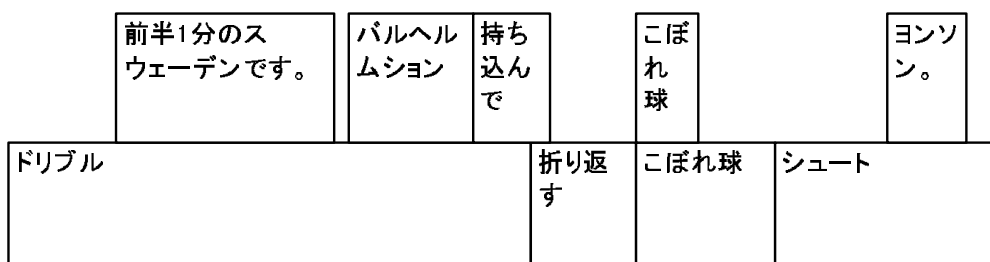 前半1分のス
ウェーデンです。
バルヘル
ムション
持ち
込ん
で
こぼ
れ
球
ヨンソ
ン。
ドリブル
折り返
す
こぼれ球
シュート